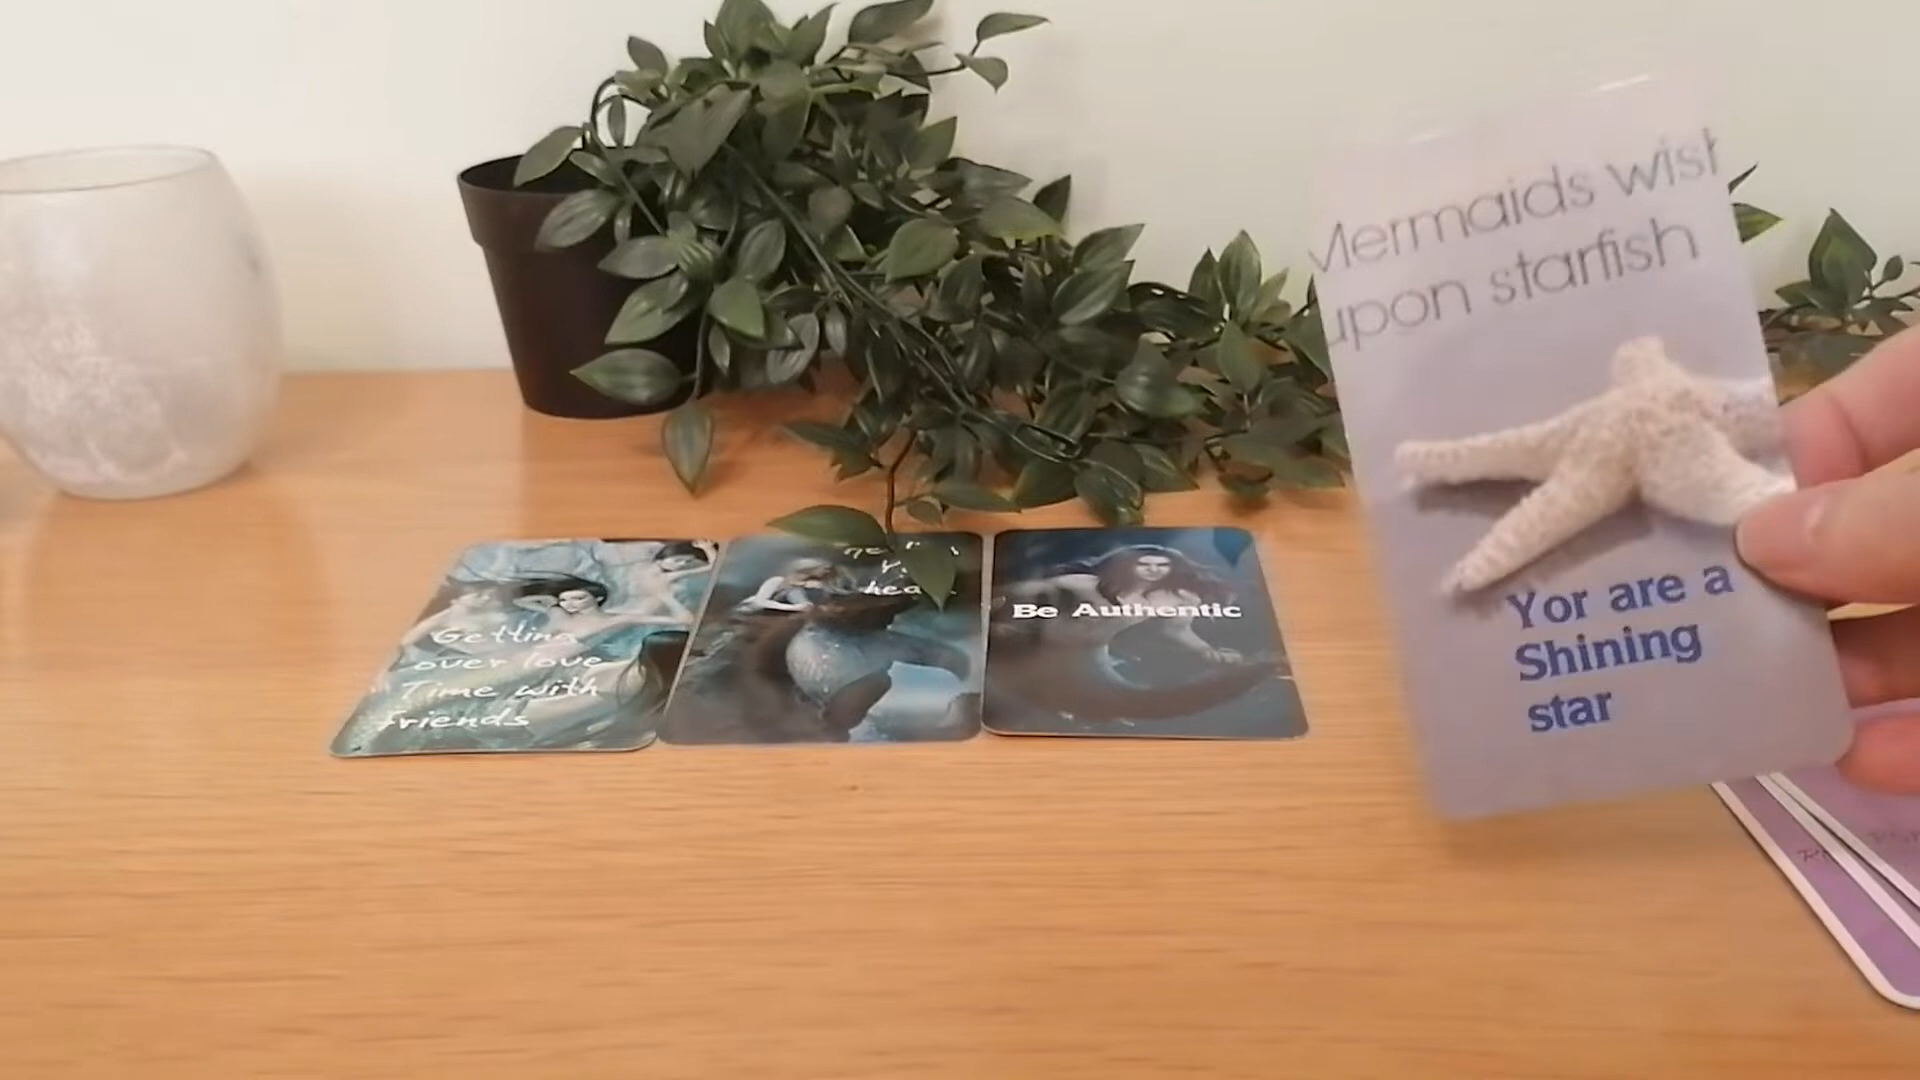 Mermaids wish
upon starfish
Yor are a
Shining
star
Getting
over love
Time with
friends
Be Authentic